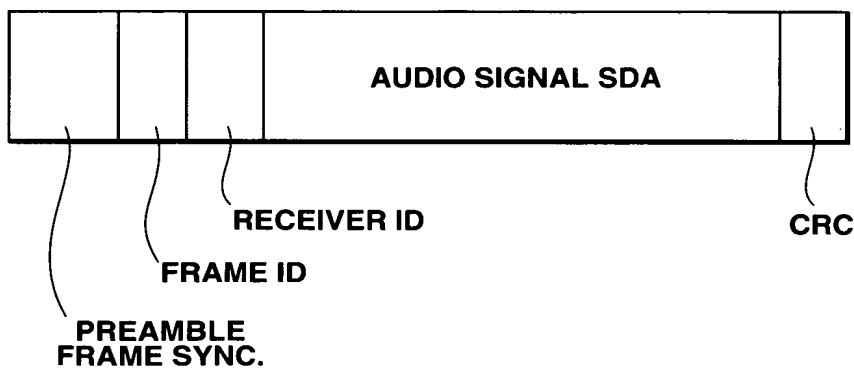 AUDIO SIGNAL SDA
RECEIVER ID
CRC
FRAME ID
PREAMBLE
FRAME SYNC.